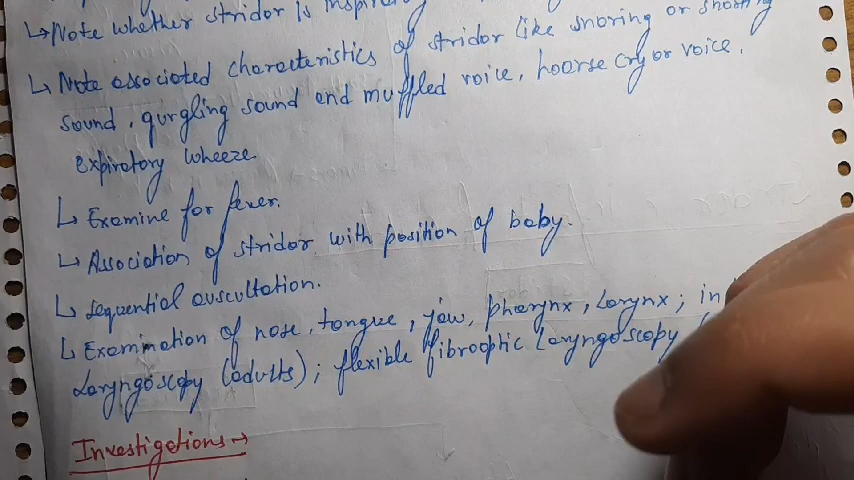 ↳Note whether stridor is
↳ Note associated characteristics of stridor like snoring or
sound, gurgling sound and muffled voice, hoarse cry or voice,
expiratory wheeze.
↳ Examine for fever.
↳ Association of stridor with position of baby.
↳ Sequential auscultation.
↳ Examination of nose, tongue, jaw, pharynx, larynx;
Laryngoscopy (adults); flexible fibrooptic Laryngoscopy
Investigations→